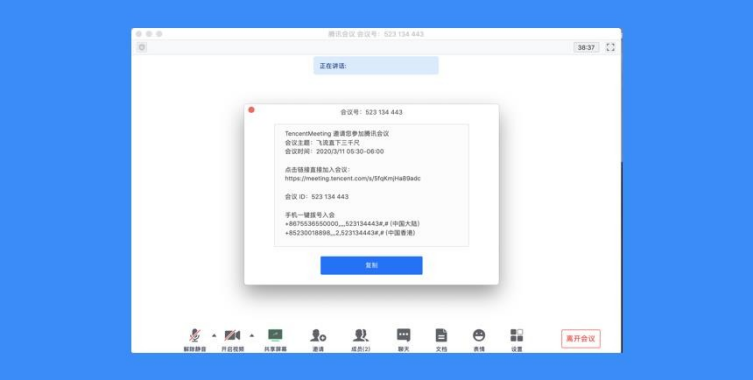 腾讯会议 会议号：523 134 443
38:37
正在讲话:
会议号：523 134 443
TencentMeeting 邀请您参加腾讯会议
会议主题：飞流直下三千尺
会议时间：2020/3/11 05:30-06:00
点击链接直接加入会议：
https://meeting.tencent.com/s/5fqKmjHa89adc
会议 ID：523 134 443
手机一键拨号入会
+8675536550000,,,,523134443#,# (中国大陆)
+85230018898,,,2,523134443#,# (中国香港)
复制
解除静音 开启视频 共享屏幕 邀请 成员(2) 聊天 文档 表情 设置 离开会议